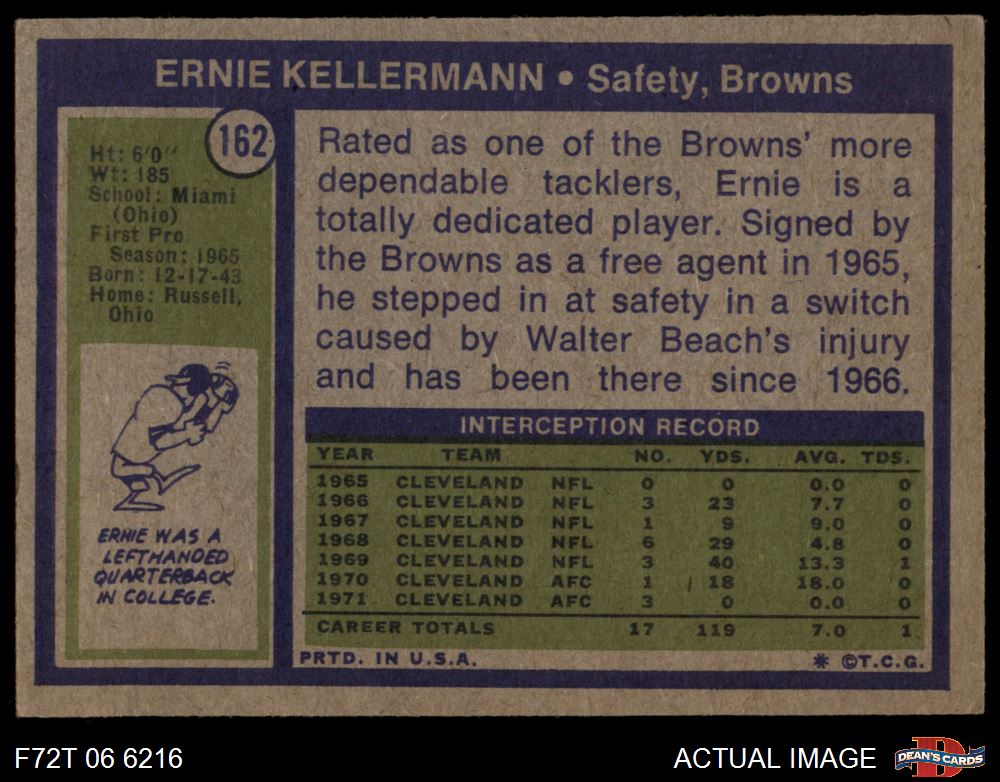 ERNIE KELLERMANN • Safety, Browns
162
Ht: 6'0''
Wt: 185
School: Miami
(Ohio)
First Pro
Season: 1965
Born: 12-17-43
Home: Russell,
Ohio
ERNIE WAS A
LEFTHANDED
QUARTERBACK
IN COLLEGE.
Rated as one of the Browns' more
dependable tacklers, Ernie is a
totally dedicated player. Signed by
the Browns as a free agent in 1965,
he stepped in at safety in a switch
caused by Walter Beach's injury
and has been there since 1966.
INTERCEPTION RECORD
YEAR TEAM NO. YDS. AVG. TDS.
1965 CLEVELAND NFL 0 0 0.0 0
1966 CLEVELAND NFL 3 23 7.7 0
1967 CLEVELAND NFL 1 9 9.0 0
1968 CLEVELAND NFL 6 29 4.8 0
1969 CLEVELAND NFL 3 40 13.3 1
1970 CLEVELAND AFC 1 18 18.0 0
1971 CLEVELAND AFC 3 0 0.0 0
CAREER TOTALS 17 119 7.0 1
PRTD. IN U.S.A. * ©T.C.G.
F72T 06 6216 ACTUAL IMAGE D DEAN'S CARDS